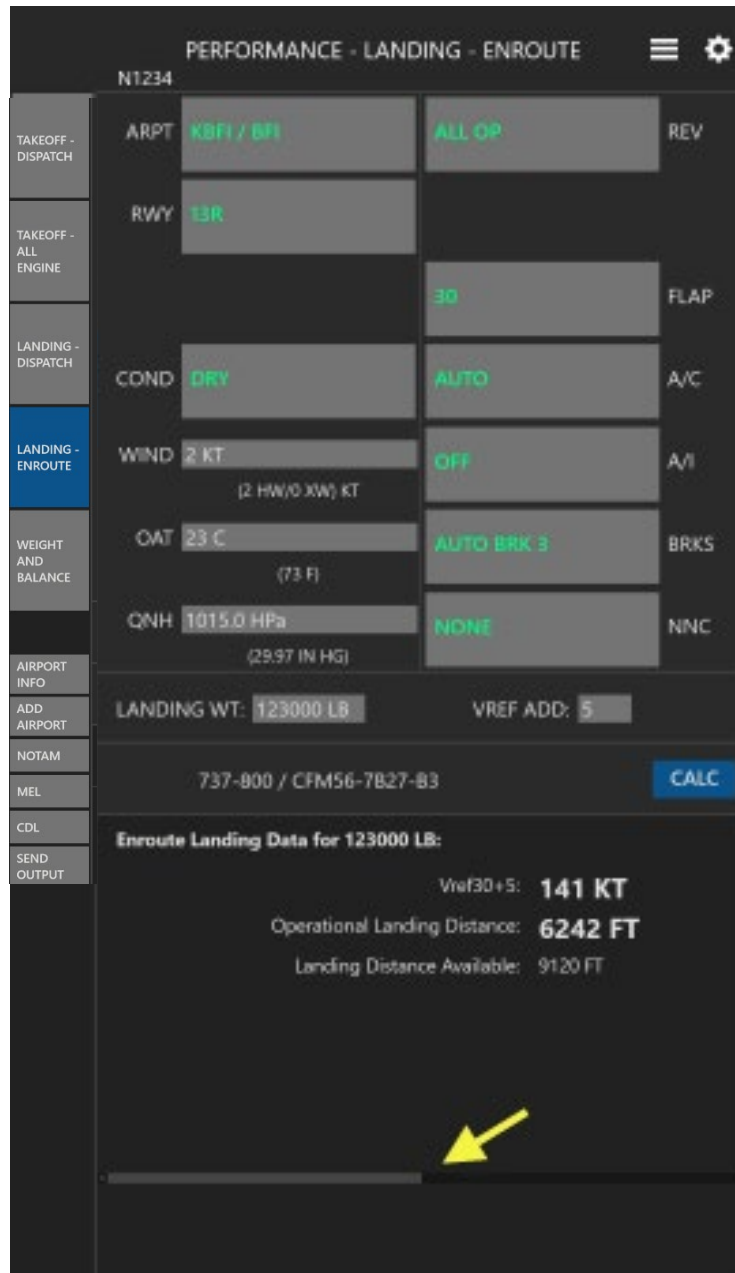 PERFORMANCE - LANDING - ENROUTE
N1234
TAKEOFF -
DISPATCH
TAKEOFF -
ALL
ENGINE
LANDING -
DISPATCH
LANDING -
ENROUTE
WEIGHT
AND
BALANCE
AIRPORT
INFO
ADD
AIRPORT
NOTAM
MEL
CDL
SEND
OUTPUT
ARPT KBFI / BFI ALL OP REV
RWY 13R
30 FLAP
COND DRY AUTO A/C
WIND 2 KT OFF A/I
(2 HW/0 XW) KT
OAT 23 C AUTO BRK 3 BRKS
(73 F)
QNH 1015.0 HPa NONE NNC
(29.97 IN HG)
LANDING WT: 123000 LB VREF ADD: 5
737-800 / CFM56-7B27-B3 CALC
Enroute Landing Data for 123000 LB:
Vref30+5: 141 KT
Operational Landing Distance: 6242 FT
Landing Distance Available: 9120 FT